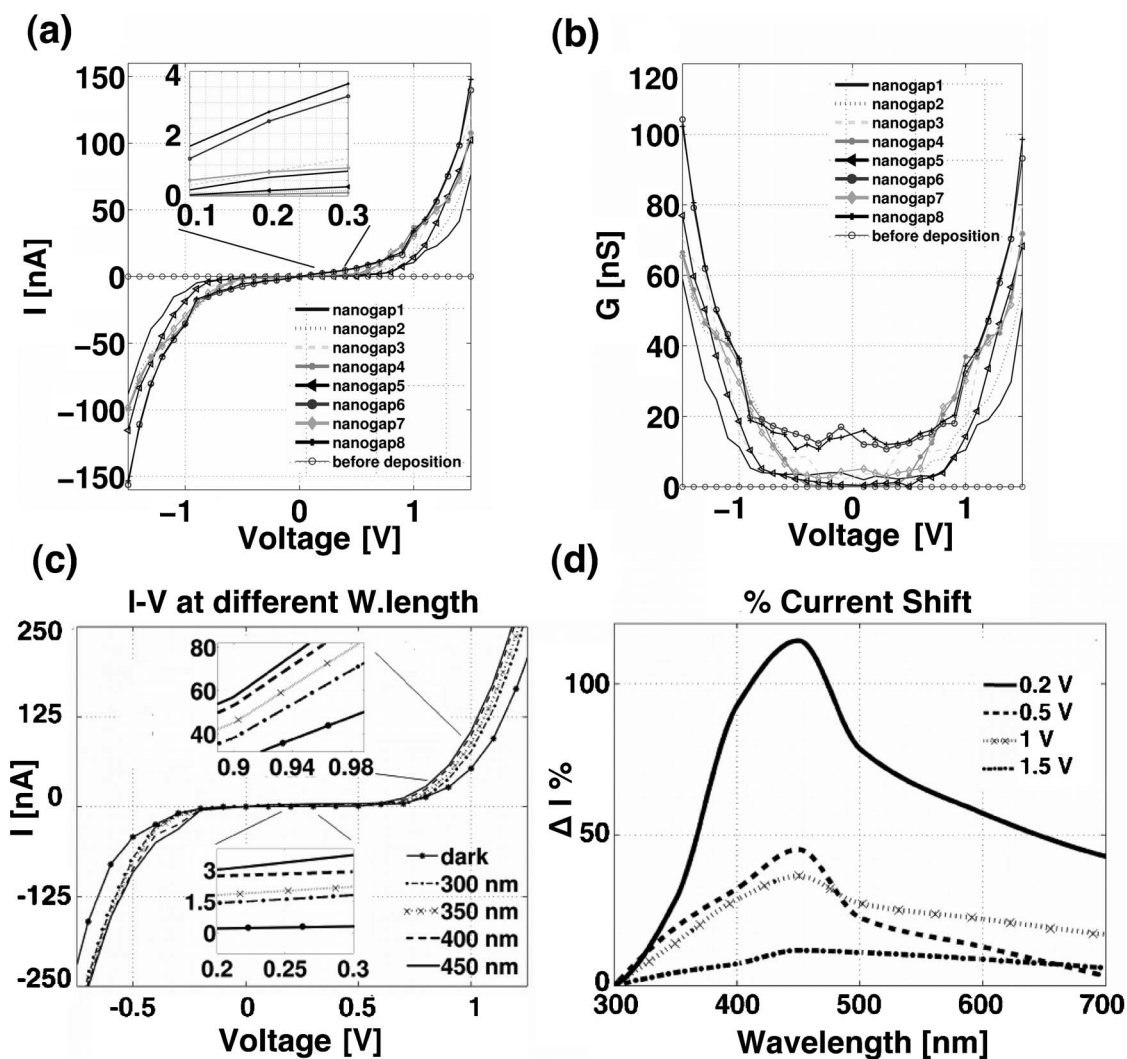 (a)
I [nA]
150
100
50
0
−50
−100
−150
−1
0
1
Voltage [V]
4
2
0
0.1
0.2
0.3
nanogap1
nanogap2
nanogap3
nanogap4
nanogap5
nanogap6
nanogap7
nanogap8
before deposition
(b)
G [nS]
120
100
80
60
40
20
0
−1
0
1
Voltage [V]
nanogap1
nanogap2
nanogap3
nanogap4
nanogap5
nanogap6
nanogap7
nanogap8
before deposition
(c)
I-V at different W.length
I [nA]
250
125
0
-125
-250
-0.5
0
0.5
1
Voltage [V]
80
60
40
0.9
0.94
0.98
3
1.5
0
0.2
0.25
0.3
dark
300 nm
350 nm
400 nm
450 nm
(d)
% Current Shift
Δ I %
100
50
0
300
400
500
600
700
Wavelength [nm]
0.2 V
0.5 V
1 V
1.5 V